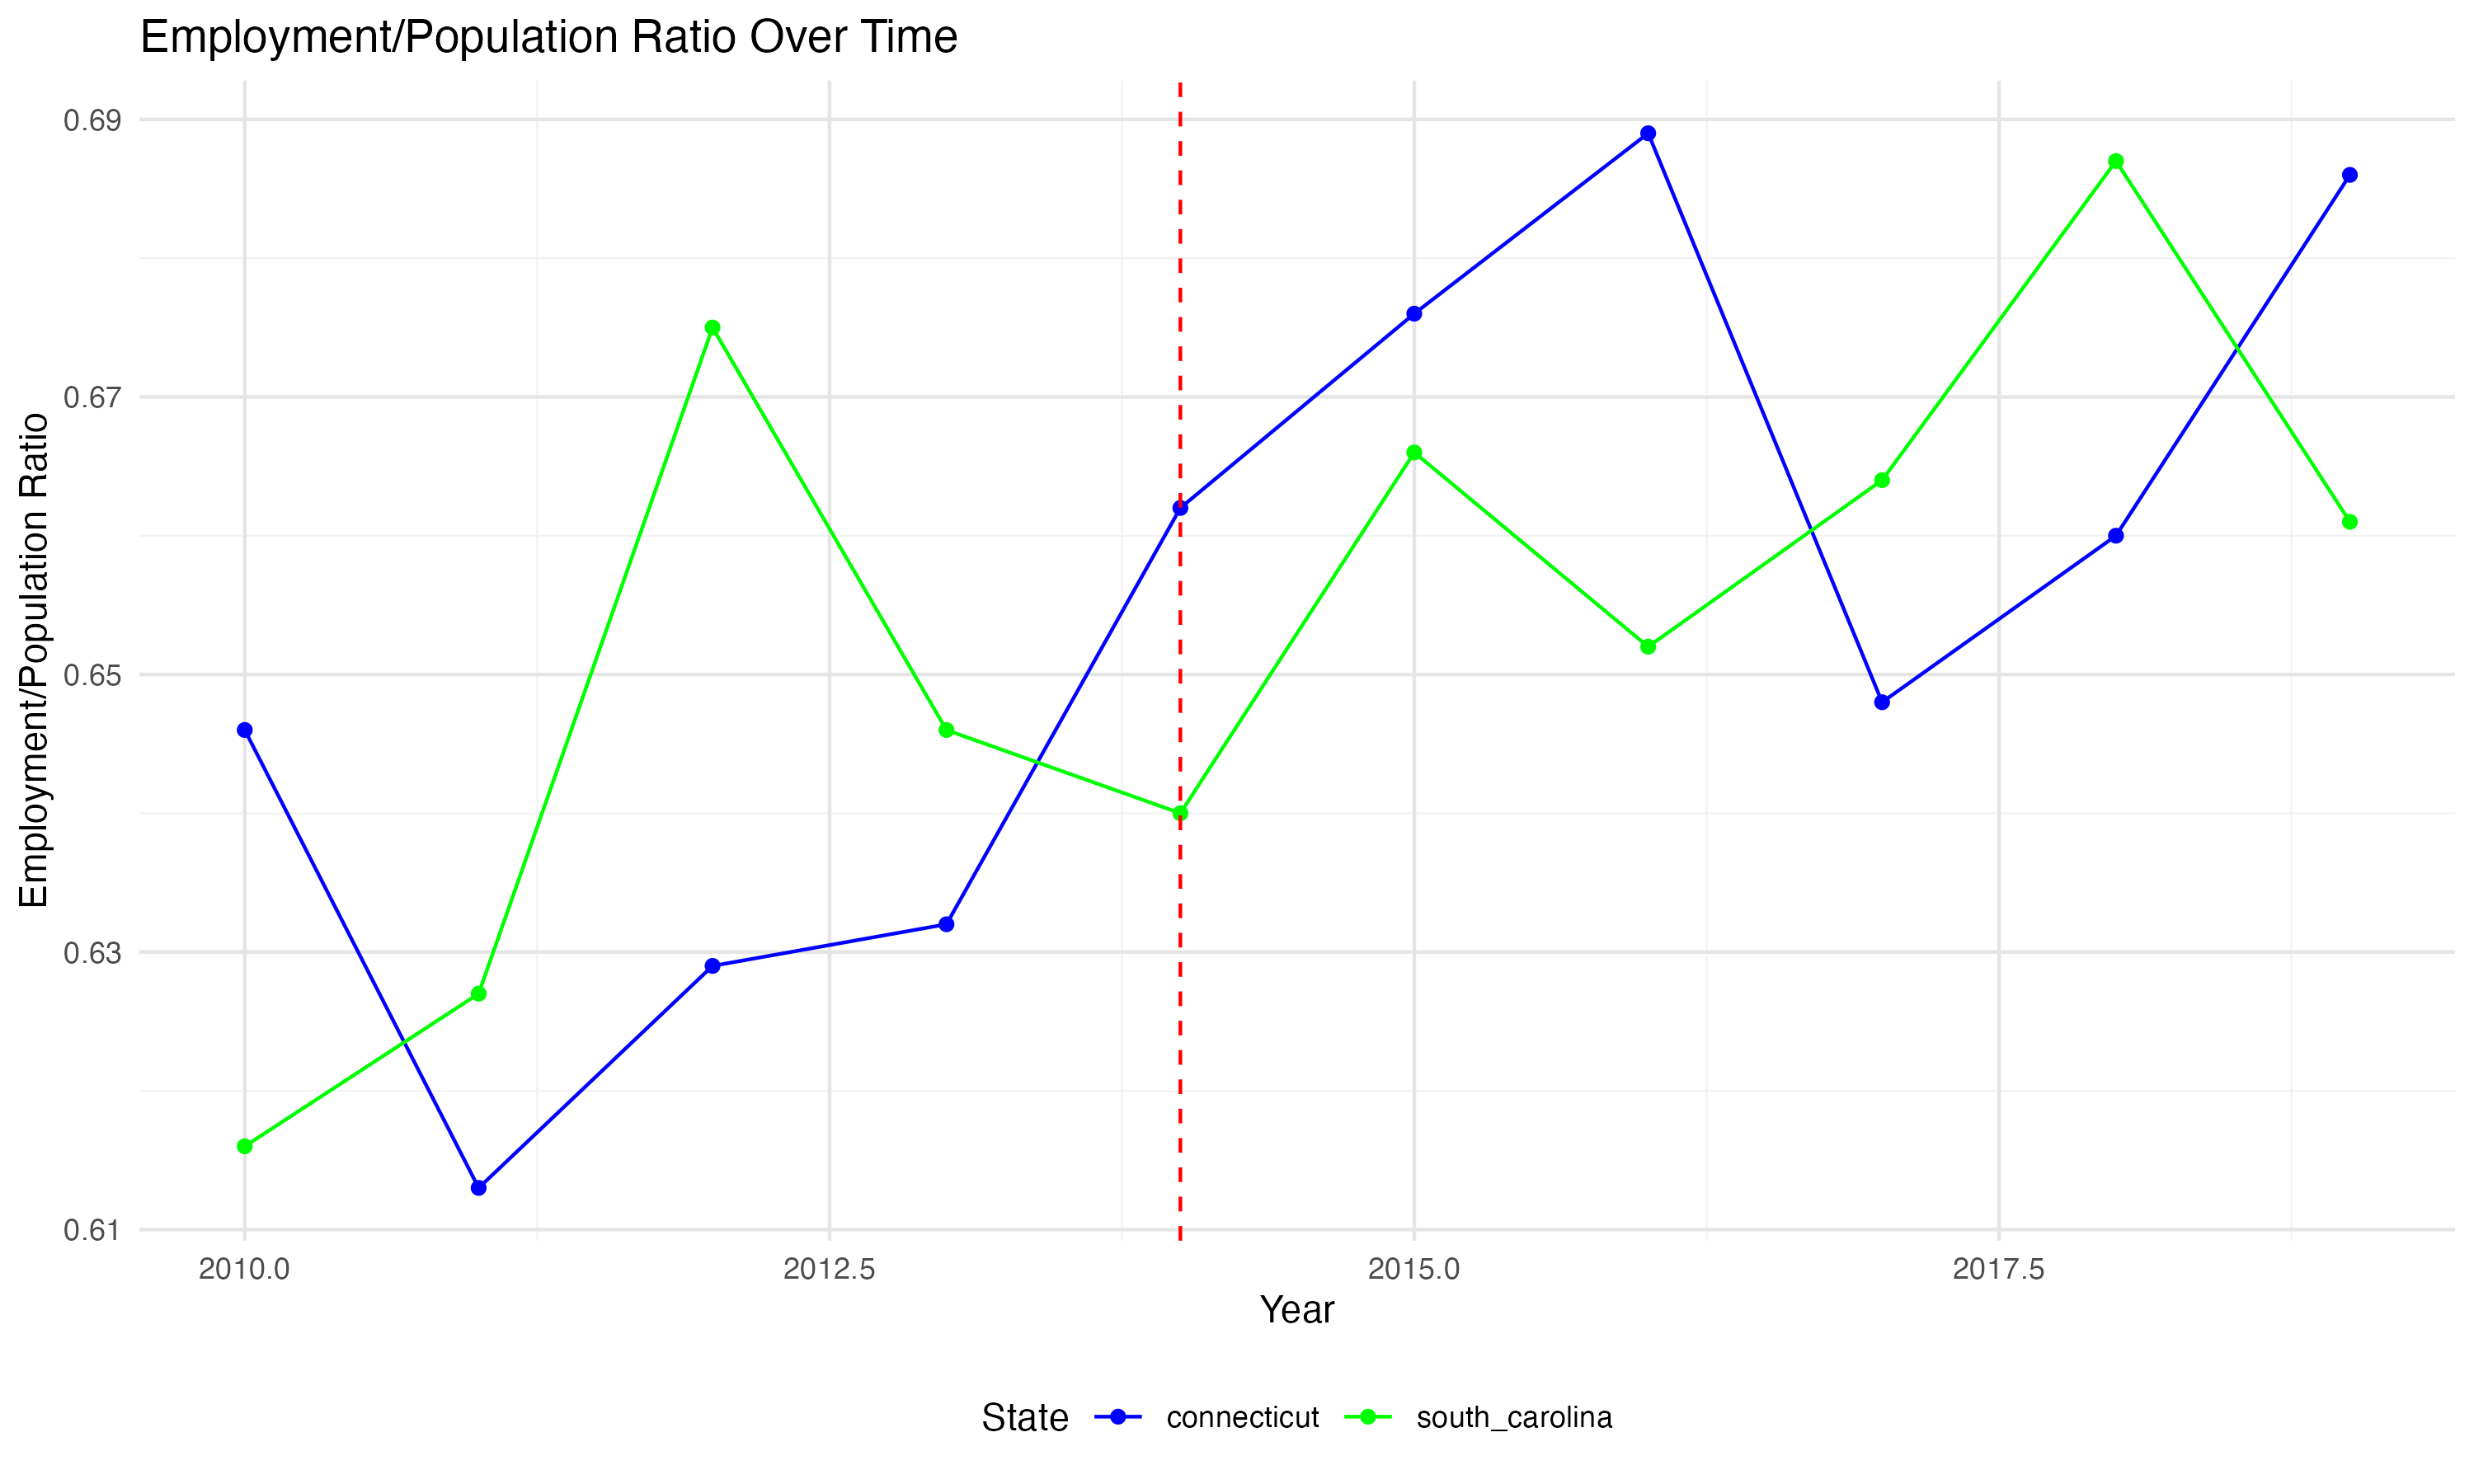 Employment/Population Ratio Over Time
Employment/Population Ratio
0.69
0.67
0.65
0.63
0.61
2010.0 2012.5 2015.0 2017.5
Year
State connecticut south_carolina